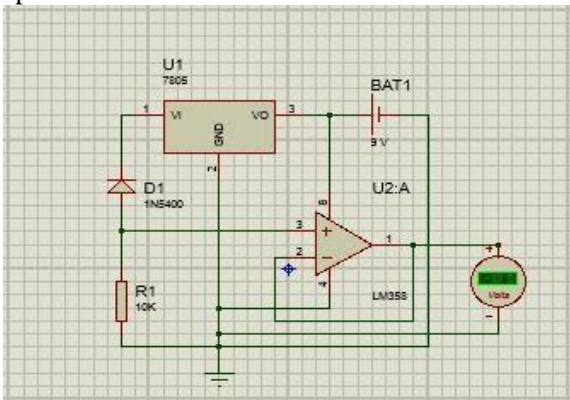 U1
7805
BAT1
1
VI
VO
3
GND
2
9 V
D1
1N5400
8
U2:A
3
2
1
4
LM358
R1
10K
+
Volts
-